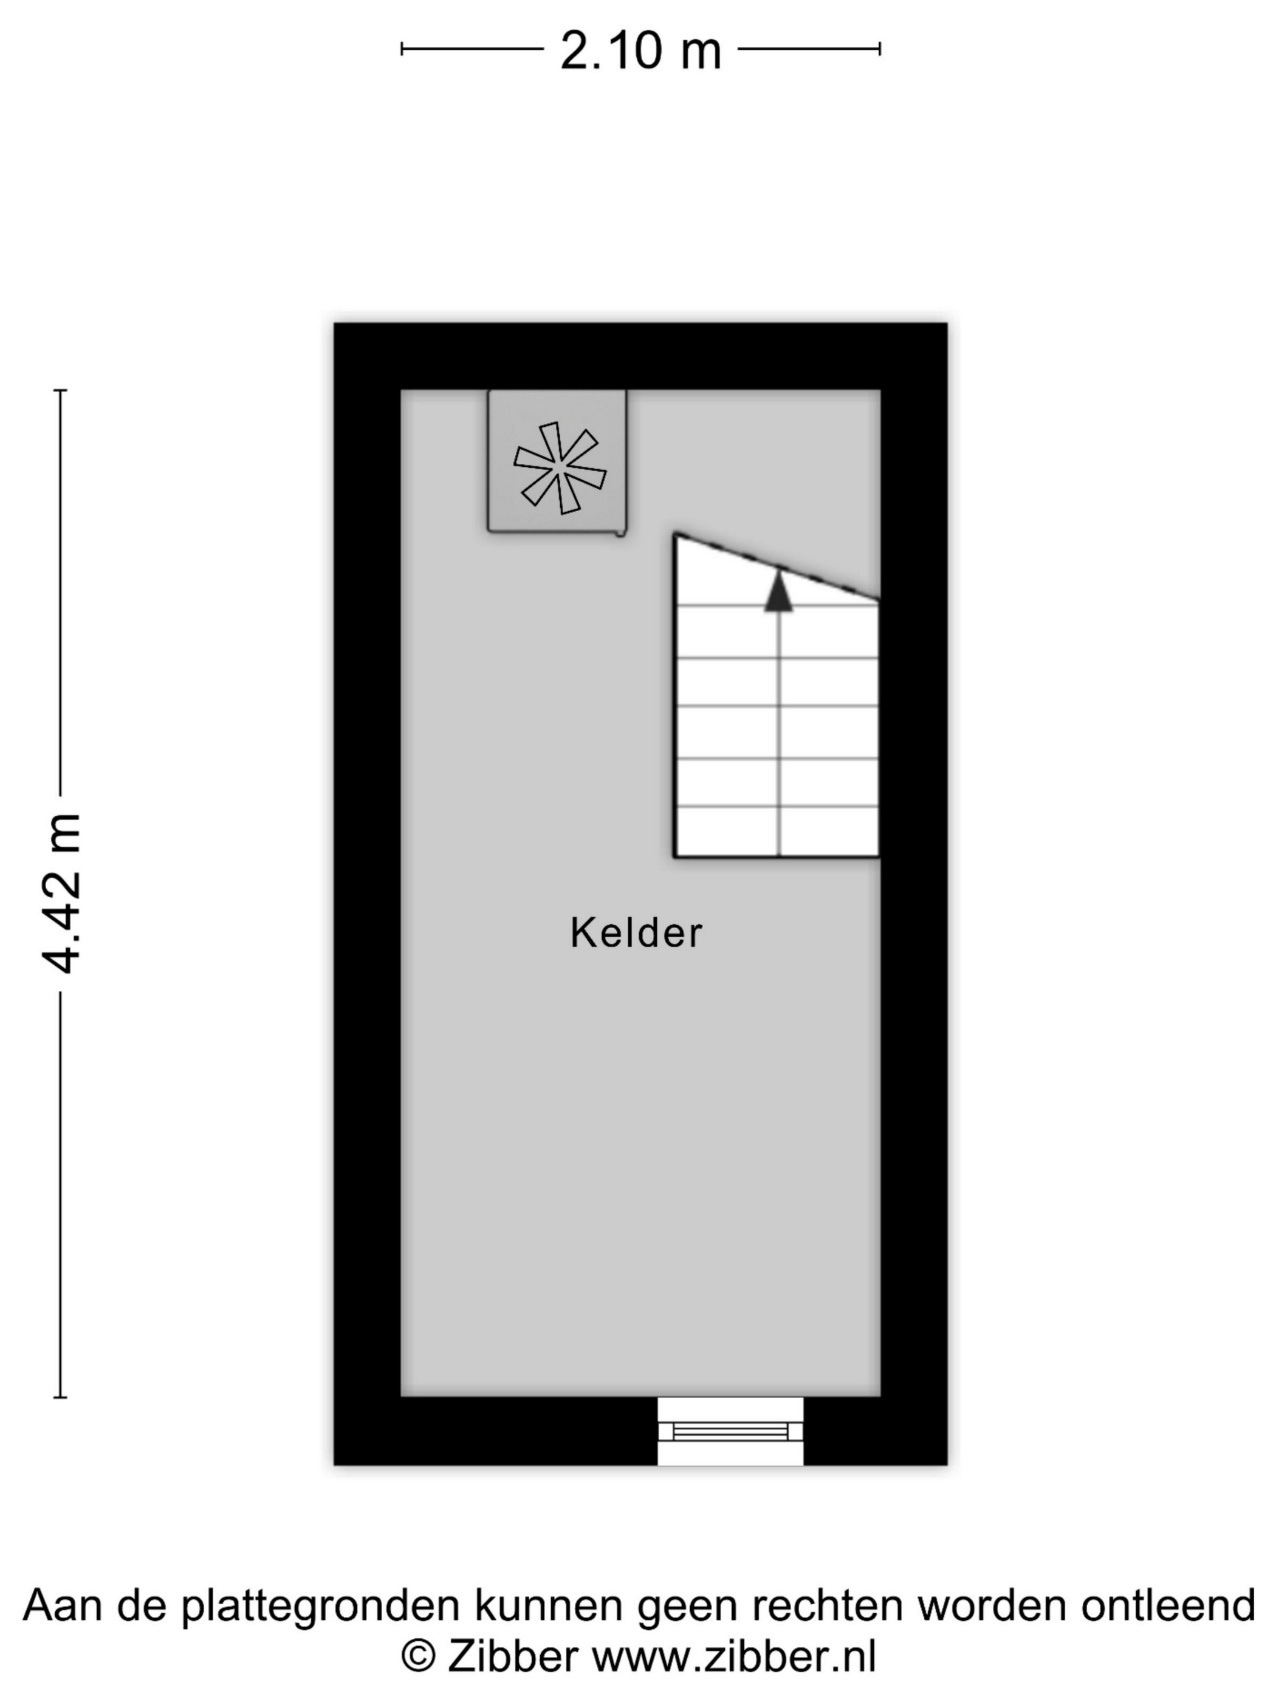 2.10 m
4.42 m
Kelder
Aan de plattegronden kunnen geen rechten worden ontleend
© Zibber www.zibber.nl